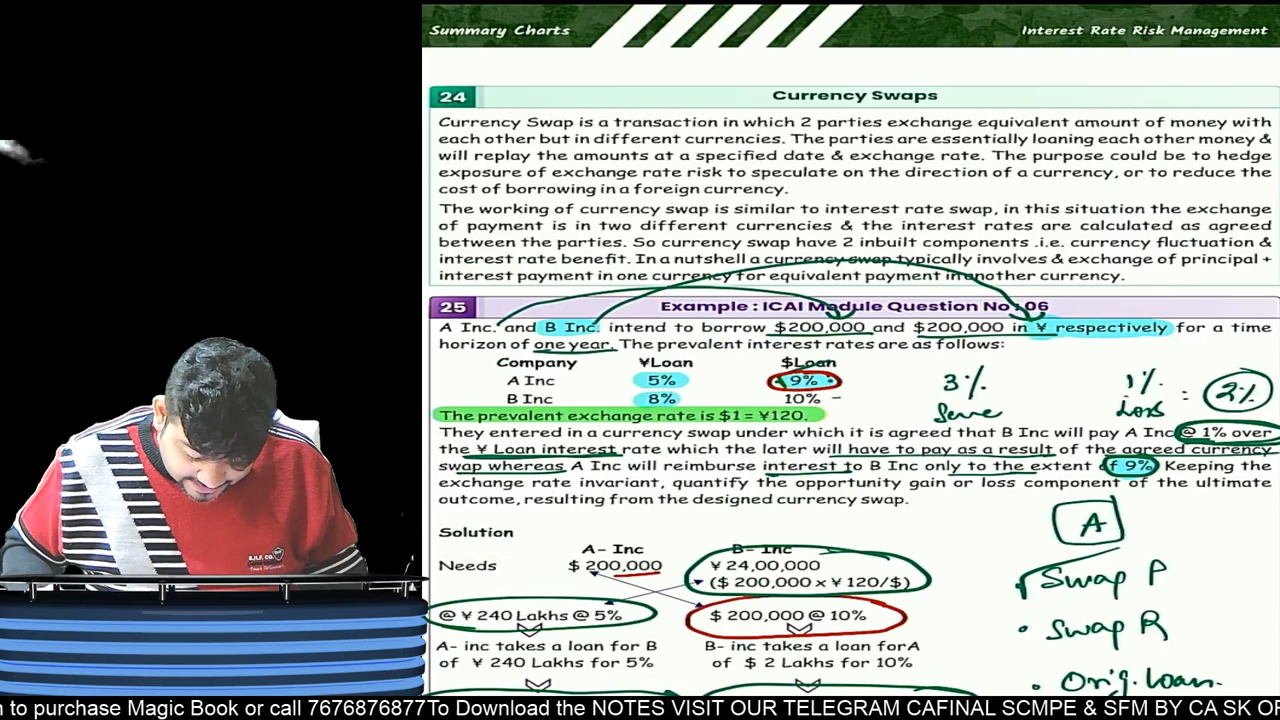 Summary Charts
Interest Rate Risk Management
24
Currency Swaps
Currency Swap is a transaction in which 2 parties exchange equivalent amount of money with
each other but in different currencies. The parties are essentially loaning each other money &
will replay the amounts at a specified date & exchange rate. The purpose could be to hedge
exposure of exchange rate risk to speculate on the direction of a currency, or to reduce the
cost of borrowing in a foreign currency.
The working of currency swap is similar to interest rate swap, in this situation the exchange
of payment is in two different currencies & the interest rates are calculated as agreed
between the parties. So currency swap have 2 inbuilt components .i.e. currency fluctuation &
interest rate benefit. In a nutshell a currency swap typically involves & exchange of principal +
interest payment in one currency for equivalent payment in another currency.
25
Example : ICAI Module Question No : 06
A Inc. and B Inc. intend to borrow $200,000 and $200,000 in ¥ respectively for a time
horizon of one year. The prevalent interest rates are as follows:
Company ¥Loan $Loan
A Inc 5% 9%
B Inc 8% 10%
3%
Save
1%
Loss
: 2%
The prevalent exchange rate is $1 = ¥120.
They entered in a currency swap under which it is agreed that B Inc will pay A Inc @ 1% over
the ¥ Loan interest rate which the later will have to pay as a result of the agreed currency
swap whereas A Inc will reimburse interest to B Inc only to the extent of 9% Keeping the
exchange rate invariant, quantify the opportunity gain or loss component of the ultimate
outcome, resulting from the designed currency swap.
Solution
A- Inc B- Inc
Needs $ 200,000 ¥ 24,00,000
($ 200,000 x ¥ 120/$)
@ ¥ 240 Lakhs @ 5% $ 200,000 @ 10%
A- inc takes a loan for B B- inc takes a loan for A
of ¥ 240 Lakhs for 5% of $ 2 Lakhs for 10%
A
Swap P
• Swap R
• Orig. Loan.
n to purchase Magic Book or call 7676876877To Download the NOTES VISIT OUR TELEGRAM CAFINAL SCMPE & SFM BY CA SK OF